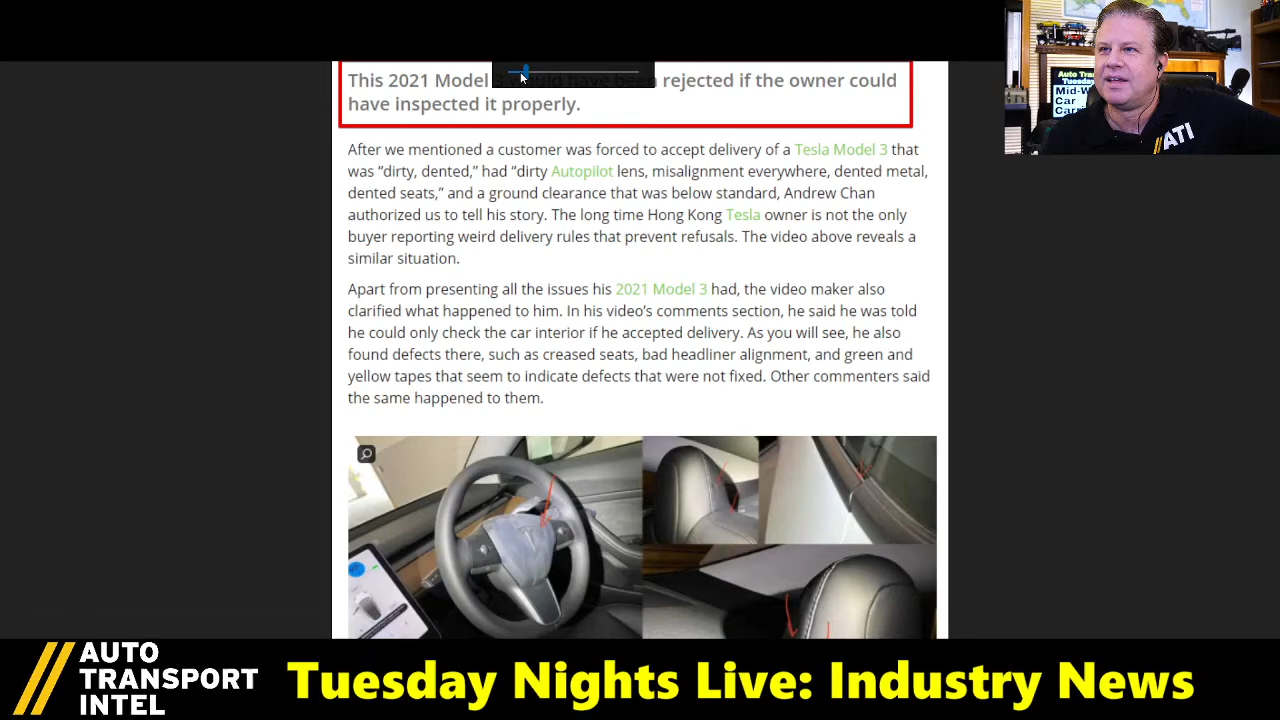 This 2021 Model rejected if the owner could
have inspected it properly.
After we mentioned a customer was forced to accept delivery of a Tesla Model 3 that
was “dirty, dented,” had “dirty Autopilot lens, misalignment everywhere, dented metal,
dented seats,” and a ground clearance that was below standard, Andrew Chan
authorized us to tell his story. The long time Hong Kong Tesla owner is not the only
buyer reporting weird delivery rules that prevent refusals. The video above reveals a
similar situation.
Apart from presenting all the issues his 2021 Model 3 had, the video maker also
clarified what happened to him. In his video’s comments section, he said he was told
he could only check the car interior if he accepted delivery. As you will see, he also
found defects there, such as creased seats, bad headliner alignment, and green and
yellow tapes that seem to indicate defects that were not fixed. Other commenters said
the same happened to them.
Auto Tran
Tuesday
Mid-W
Car
Carri
ATI
AUTO
TRANSPORT
INTEL
Tuesday Nights Live: Industry News